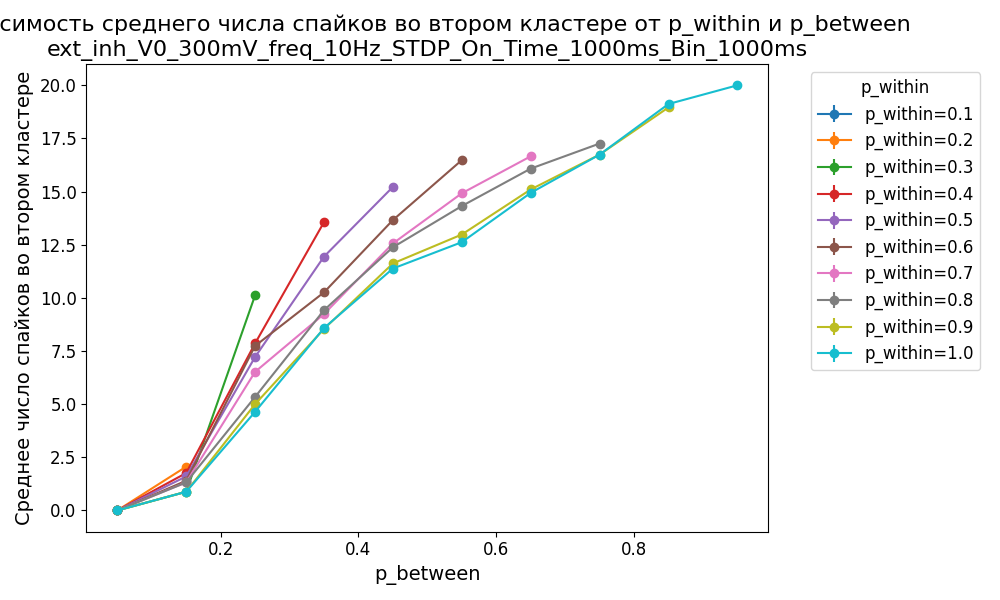 симость среднего числа спайков во втором кластере от p_within и p_between
ext_inh_V0_300mV_freq_10Hz_STDP_On_Time_1000ms_Bin_1000ms
Среднее число спайков во втором кластере
20.0
17.5
15.0
12.5
10.0
7.5
5.0
2.5
0.0
0.2
0.4
0.6
0.8
p_between
p_within
p_within=0.1
p_within=0.2
p_within=0.3
p_within=0.4
p_within=0.5
p_within=0.6
p_within=0.7
p_within=0.8
p_within=0.9
p_within=1.0